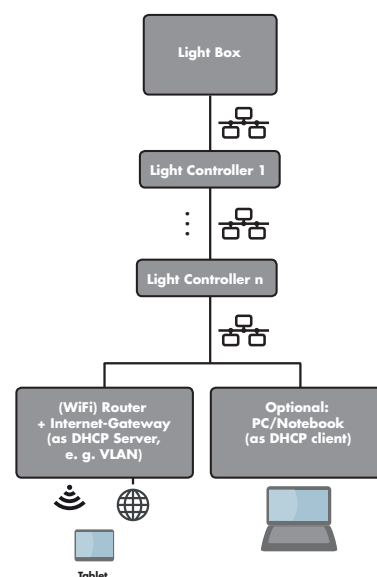 Light Box
Light Controller 1
Light Controller n
(WiFi) Router
+ Internet-Gateway
(as DHCP Server,
e. g. VLAN)
Optional:
PC/Notebook
(as DHCP client)
Tablet